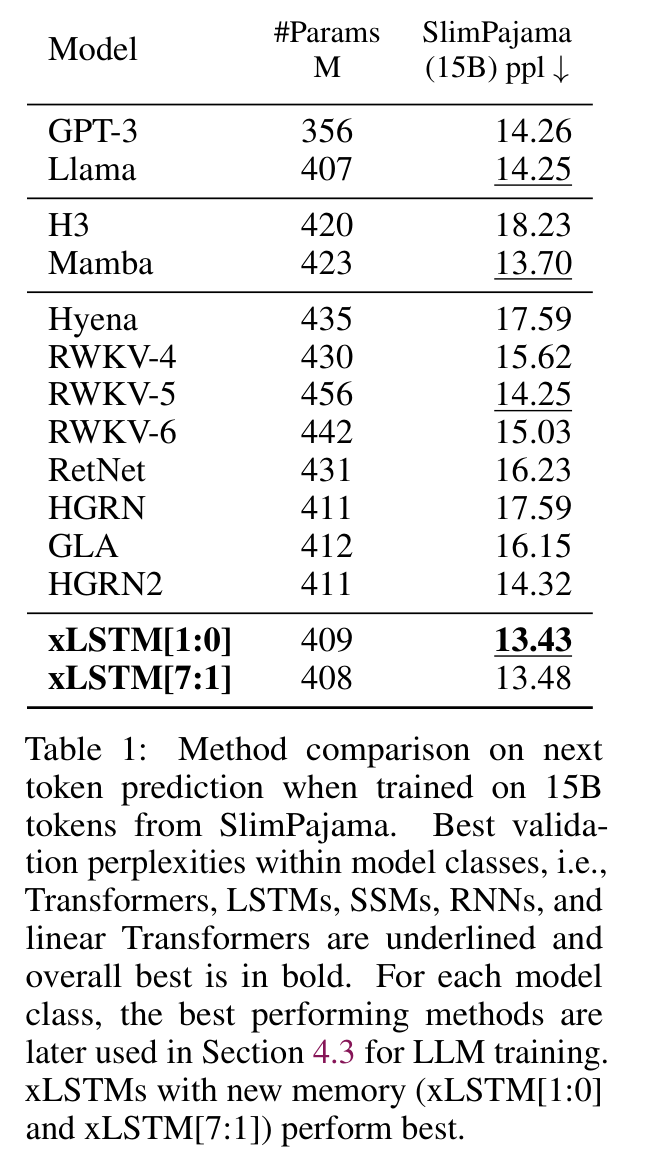 Model #Params M SlimPajama (15B) ppl ↓
GPT-3 356 14.26
Llama 407 14.25
H3 420 18.23
Mamba 423 13.70
Hyena 435 17.59
RWKV-4 430 15.62
RWKV-5 456 14.25
RWKV-6 442 15.03
RetNet 431 16.23
HGRN 411 17.59
GLA 412 16.15
HGRN2 411 14.32
xLSTM[1:0] 409 13.43
xLSTM[7:1] 408 13.48
Table 1: Method comparison on next
token prediction when trained on 15B
tokens from SlimPajama. Best valida-
tion perplexities within model classes, i.e.,
Transformers, LSTMs, SSMs, RNNs, and
linear Transformers are underlined and
overall best is in bold. For each model
class, the best performing methods are
later used in Section 4.3 for LLM training.
xLSTMs with new memory (xLSTM[1:0]
and xLSTM[7:1]) perform best.